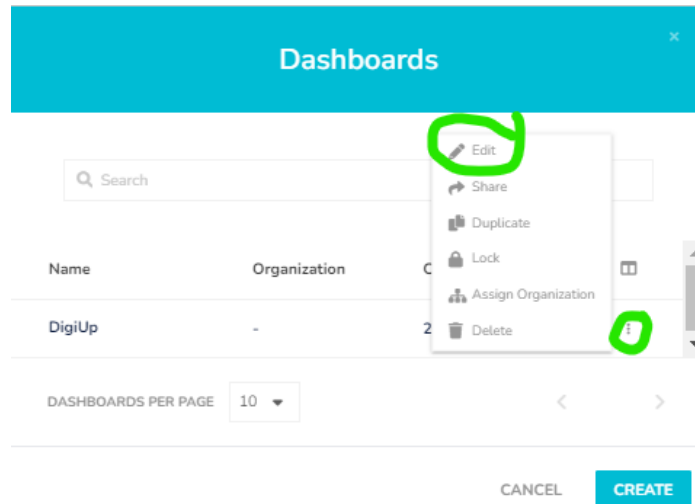 Dashboards
Edit
Search
Share
Duplicate
Lock
Name Organization C
Assign Organization
DigiUp - 2
Delete
DASHBOARDS PER PAGE 10
CANCEL CREATE